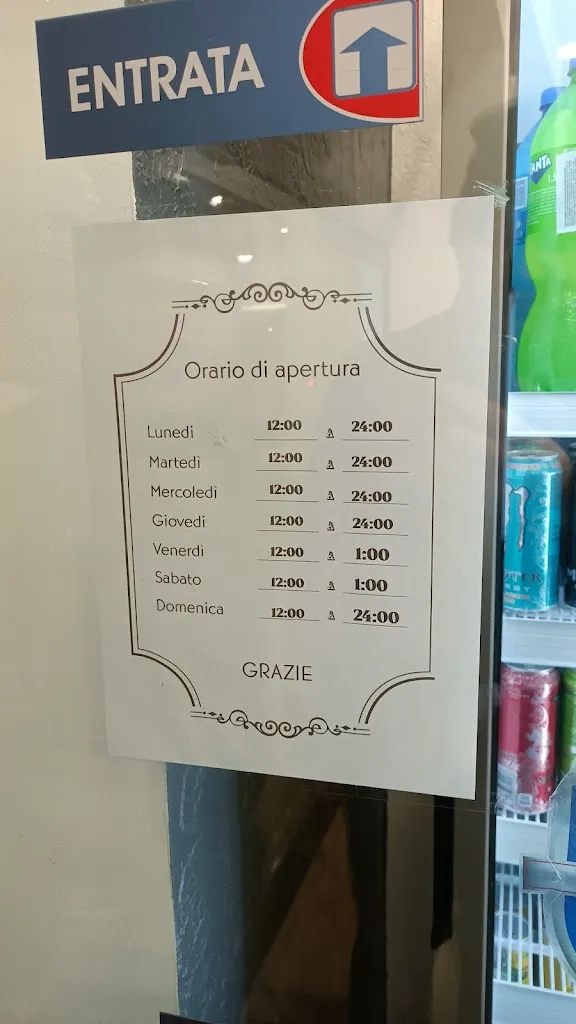 ENTRATA
Orario di apertura
Lunedì 12:00 a 24:00
Martedì 12:00 a 24:00
Mercoledì 12:00 a 24:00
Giovedì 12:00 a 24:00
Venerdì 12:00 a 1:00
Sabato 12:00 a 1:00
Domenica 12:00 a 24:00
GRAZIE
FANTA